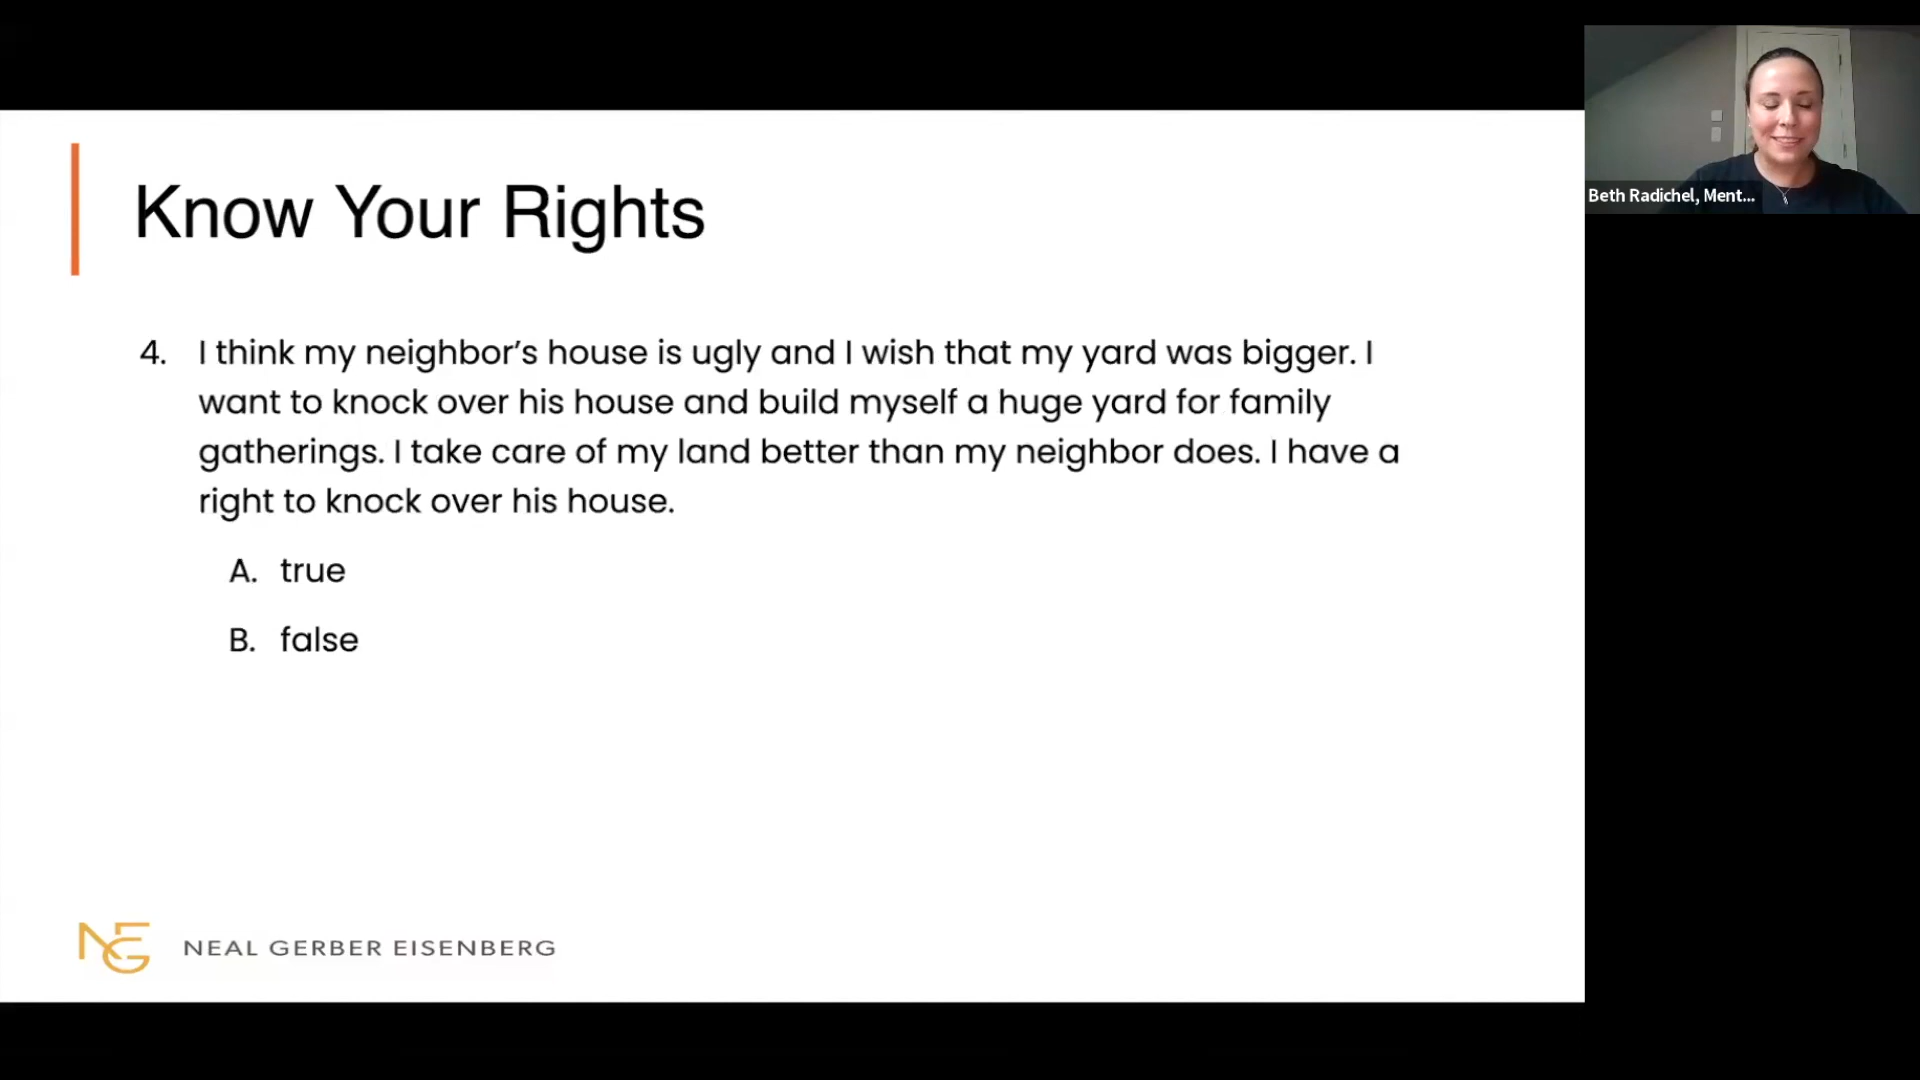 Know Your Rights
4. I think my neighbor's house is ugly and I wish that my yard was bigger. I
want to knock over his house and build myself a huge yard for family
gatherings. I take care of my land better than my neighbor does. I have a
right to knock over his house.
A. true
B. false
NEG NEAL GERBER EISENBERG
Beth Radichel, Ment...